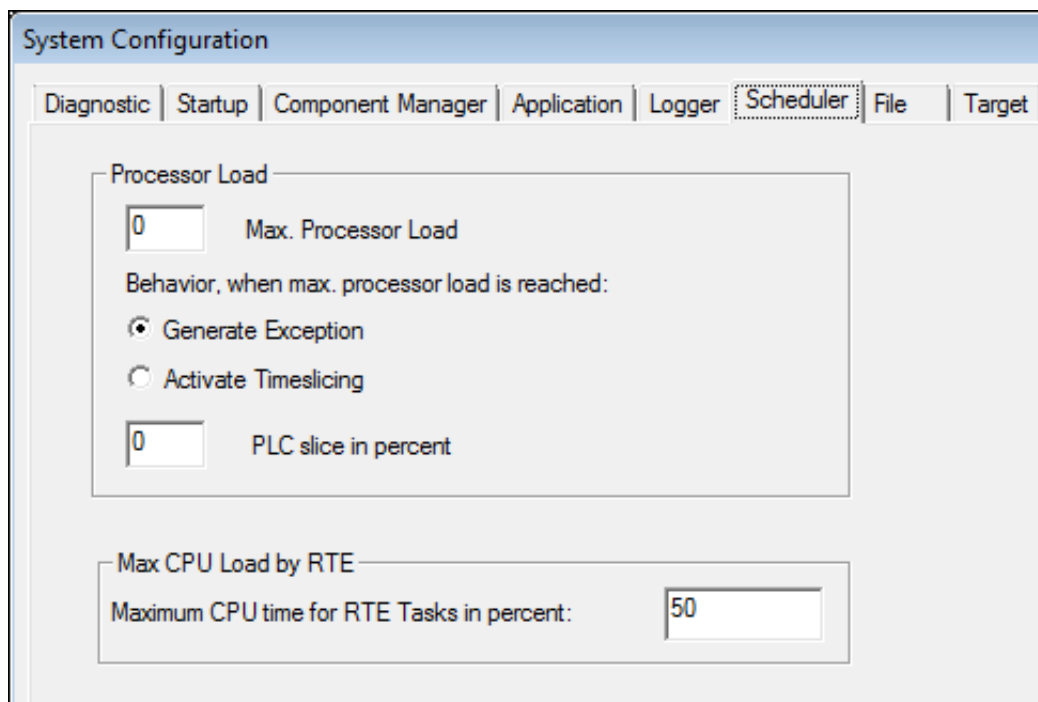 System Configuration
Diagnostic Startup Component Manager Application Logger Scheduler File Target
Processor Load
0 Max. Processor Load
Behavior, when max. processor load is reached:
Generate Exception
Activate Timeslicing
0 PLC slice in percent
Max CPU Load by RTE
Maximum CPU time for RTE Tasks in percent: 50